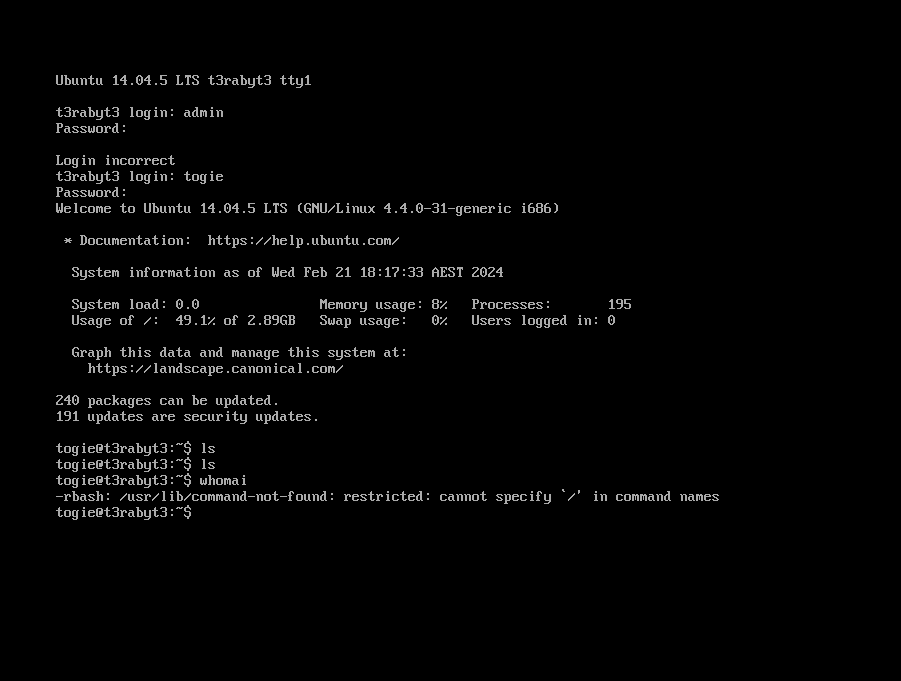 Ubuntu 14.04.5 LTS t3rabyt3 tty1
t3rabyt3 login: admin
Password:
Login incorrect
t3rabyt3 login: togie
Password:
Welcome to Ubuntu 14.04.5 LTS (GNU/Linux 4.4.0-31-generic i686)
* Documentation:  https://help.ubuntu.com/
System information as of Wed Feb 21 18:17:33 AEST 2024
System load: 0.0               Memory usage: 8%   Processes:       195
Usage of /:  49.1% of 2.89GB   Swap usage:   0%   Users logged in: 0
Graph this data and manage this system at:
https://landscape.canonical.com/
240 packages can be updated.
191 updates are security updates.
togie@t3rabyt3:~$ ls
togie@t3rabyt3:~$ ls
togie@t3rabyt3:~$ whomai
-rbash: /usr/lib/command-not-found: restricted: cannot specify `/' in command names
togie@t3rabyt3:~$